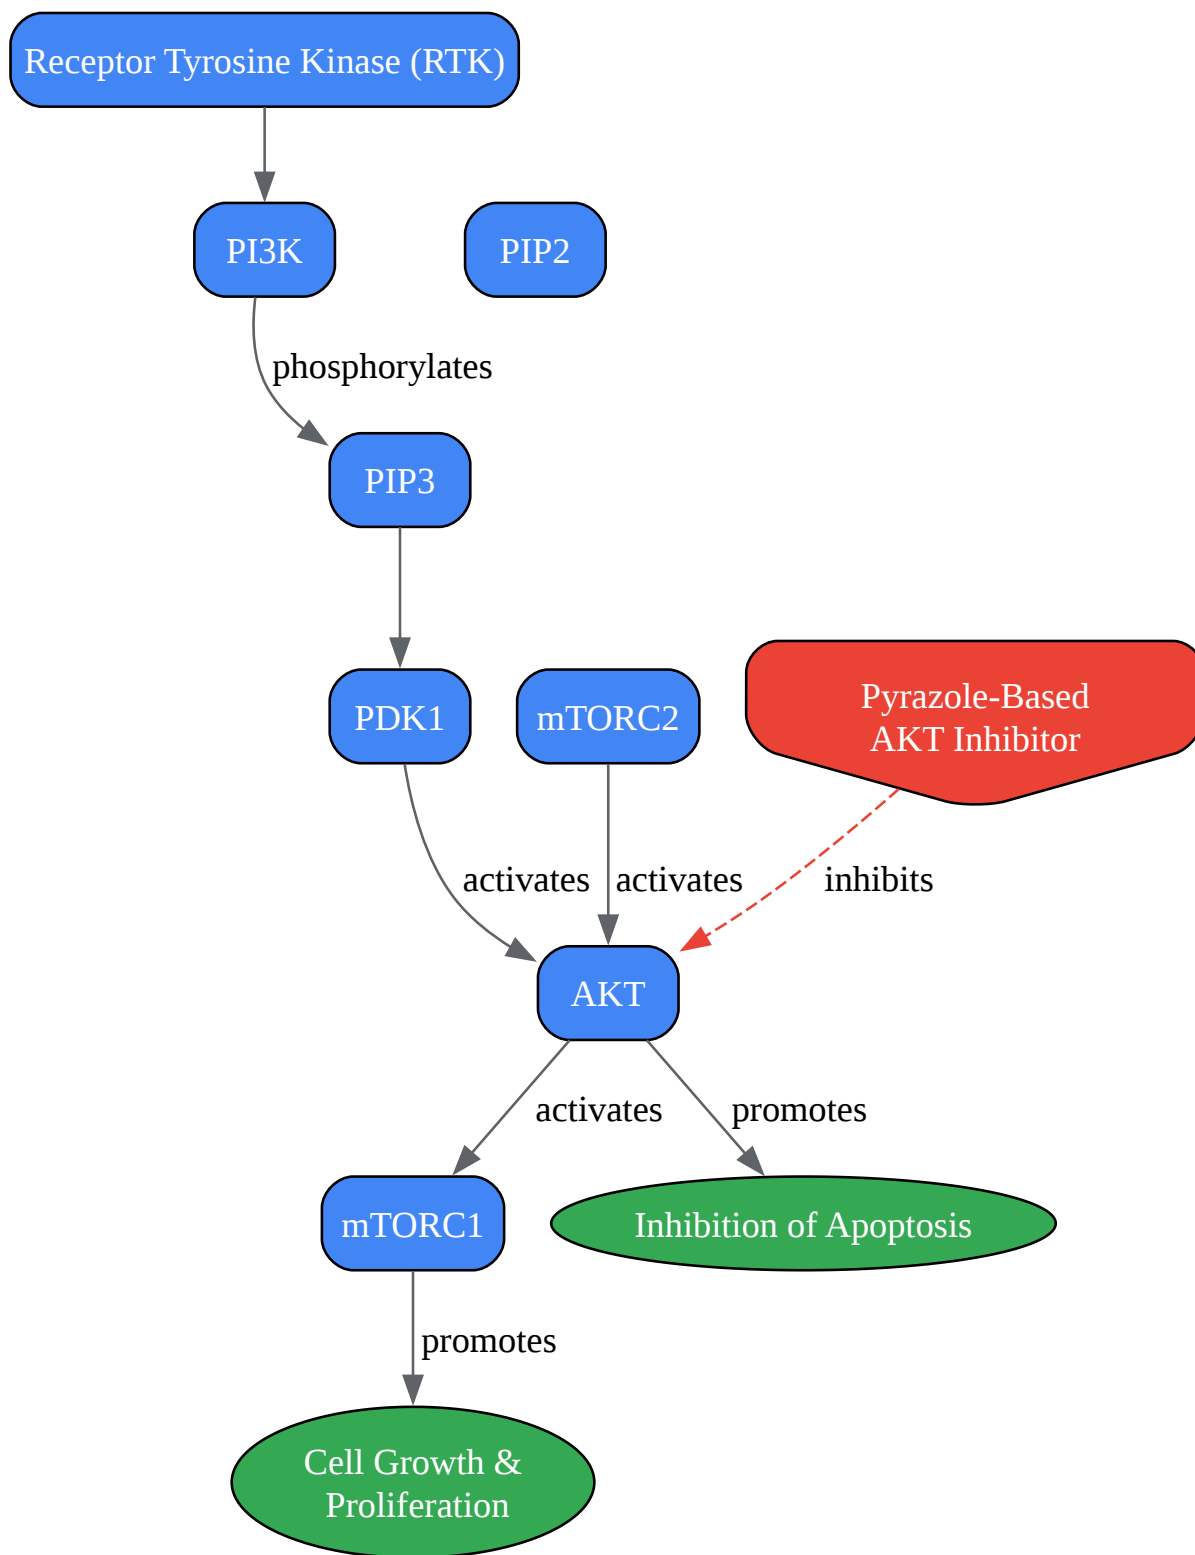 Receptor Tyrosine Kinase (RTK)
PI3K
PIP2
phosphorylates
PIP3
PDK1
mTORC2
Pyrazole-Based
AKT Inhibitor
activates
activates
inhibits
AKT
activates
promotes
mTORC1
Inhibition of Apoptosis
promotes
Cell Growth &
Proliferation